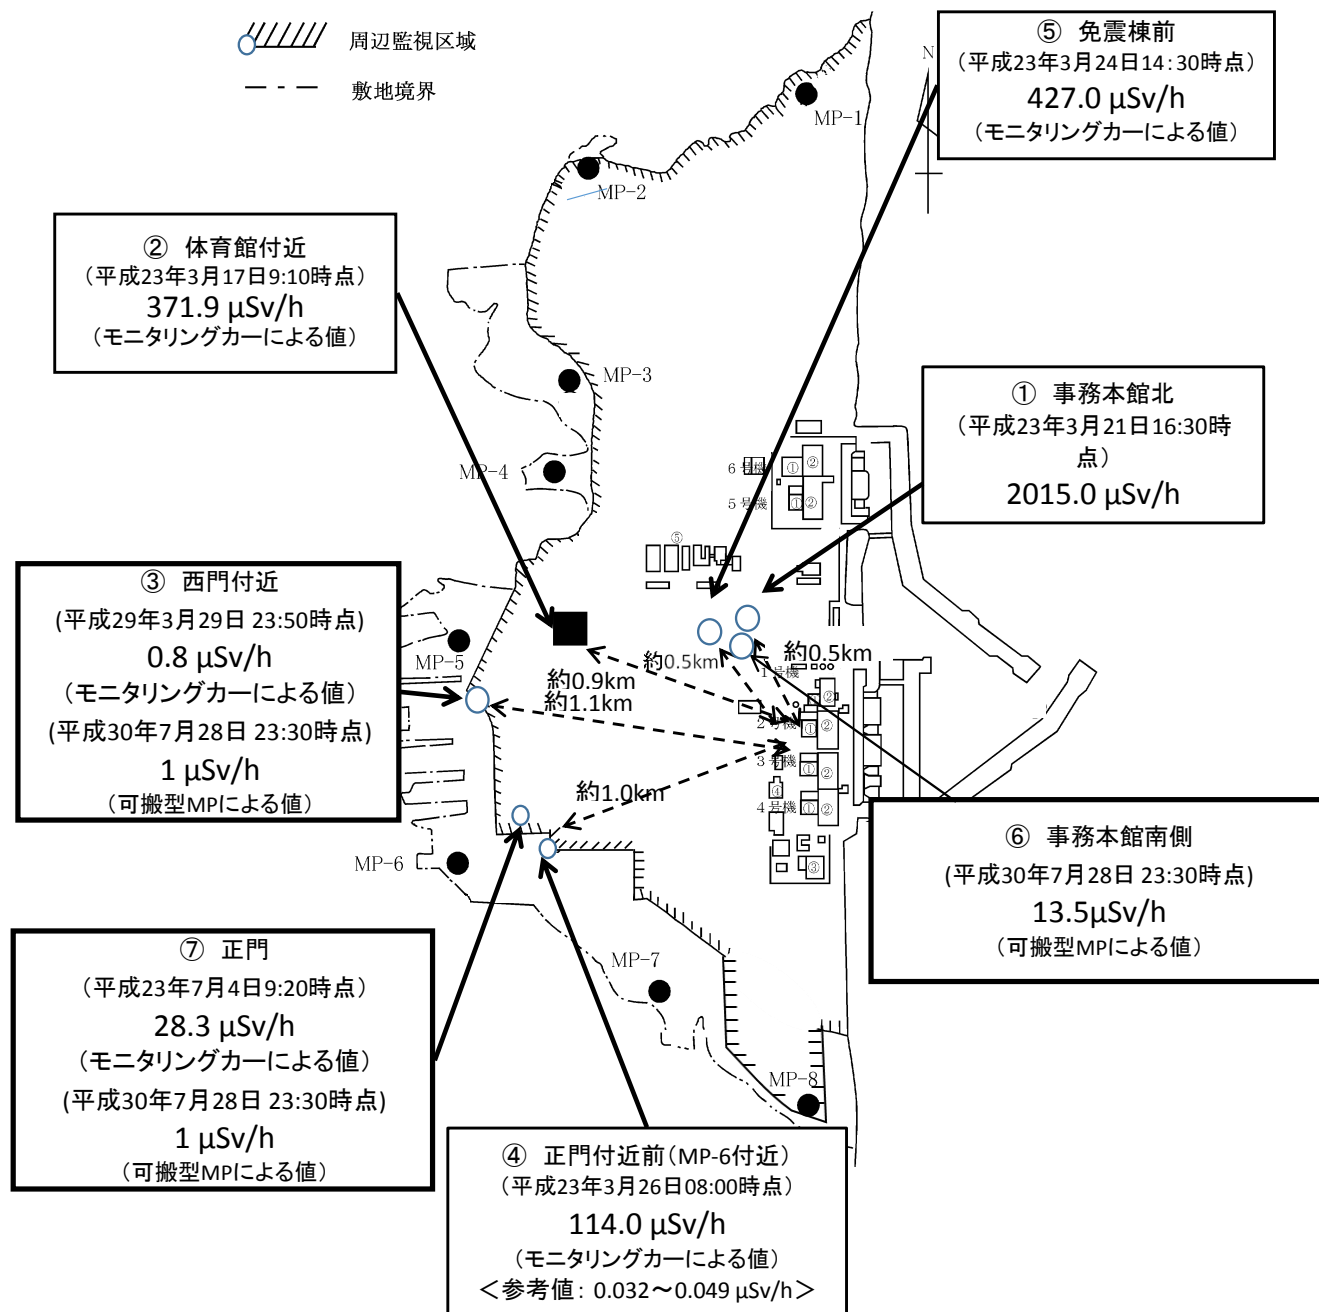 周辺監視区域
敷地境界
⑤ 免震棟前
（平成23年3月24日14：30時点）
427.0 μSv/h
（モニタリングカーによる値）
N
MP-1
MP-2
② 体育館付近
（平成23年3月17日9:10時点）
371.9 μSv/h
（モニタリングカーによる値）
MP-3
① 事務本館北
（平成23年3月21日16:30時
点）
2015.0 μSv/h
MP-4
６号機
① ②
５号機
① ②
⑤
③ 西門付近
(平成29年3月29日 23:50時点)
0.8 μSv/h
（モニタリングカーによる値）
(平成30年7月28日 23:30時点)
1 μSv/h
（可搬型MPによる値）
MP-5
約0.5km
約0.5km
約0.9km
約1.1km
１号機
②
２号機
① ②
３号機
① ②
④
４号機
① ②
③
約1.0km
MP-6
⑥ 事務本館南側
(平成30年7月28日 23:30時点)
13.5μSv/h
（可搬型MPによる値）
⑦ 正門
（平成23年7月4日9:20時点）
28.3 μSv/h
（モニタリングカーによる値）
(平成30年7月28日 23:30時点)
1 μSv/h
（可搬型MPによる値）
MP-7
MP-8
④ 正門付近前（MP-6付近）
（平成23年3月26日08:00時点）
114.0 μSv/h
（モニタリングカーによる値）
＜参考値：0.032～0.049 μSv/h＞